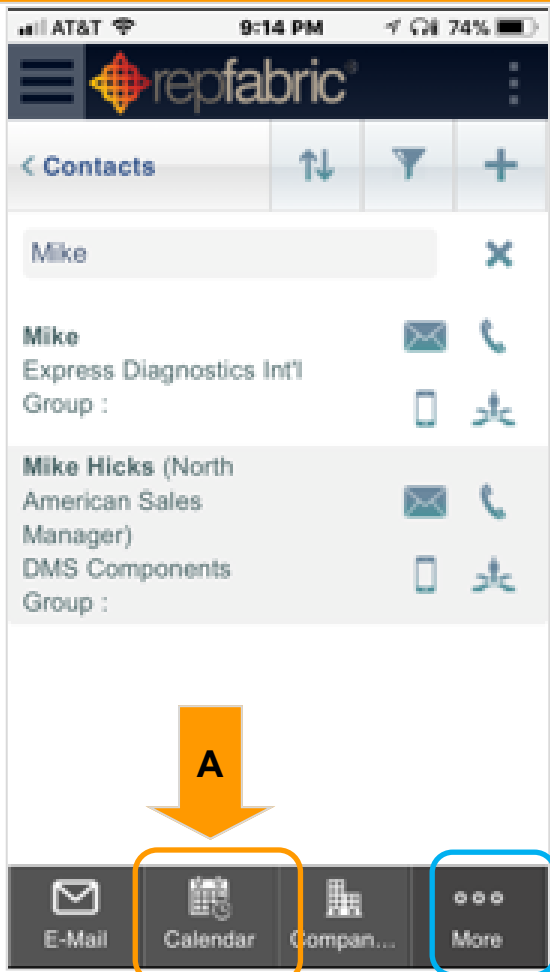 AT&T 9:14 PM 74%
repfabric®
< Contacts
Mike
Mike
Express Diagnostics Int'l
Group :
Mike Hicks (North
American Sales
Manager)
DMS Components
Group :
A
E-Mail Calendar Compan... More